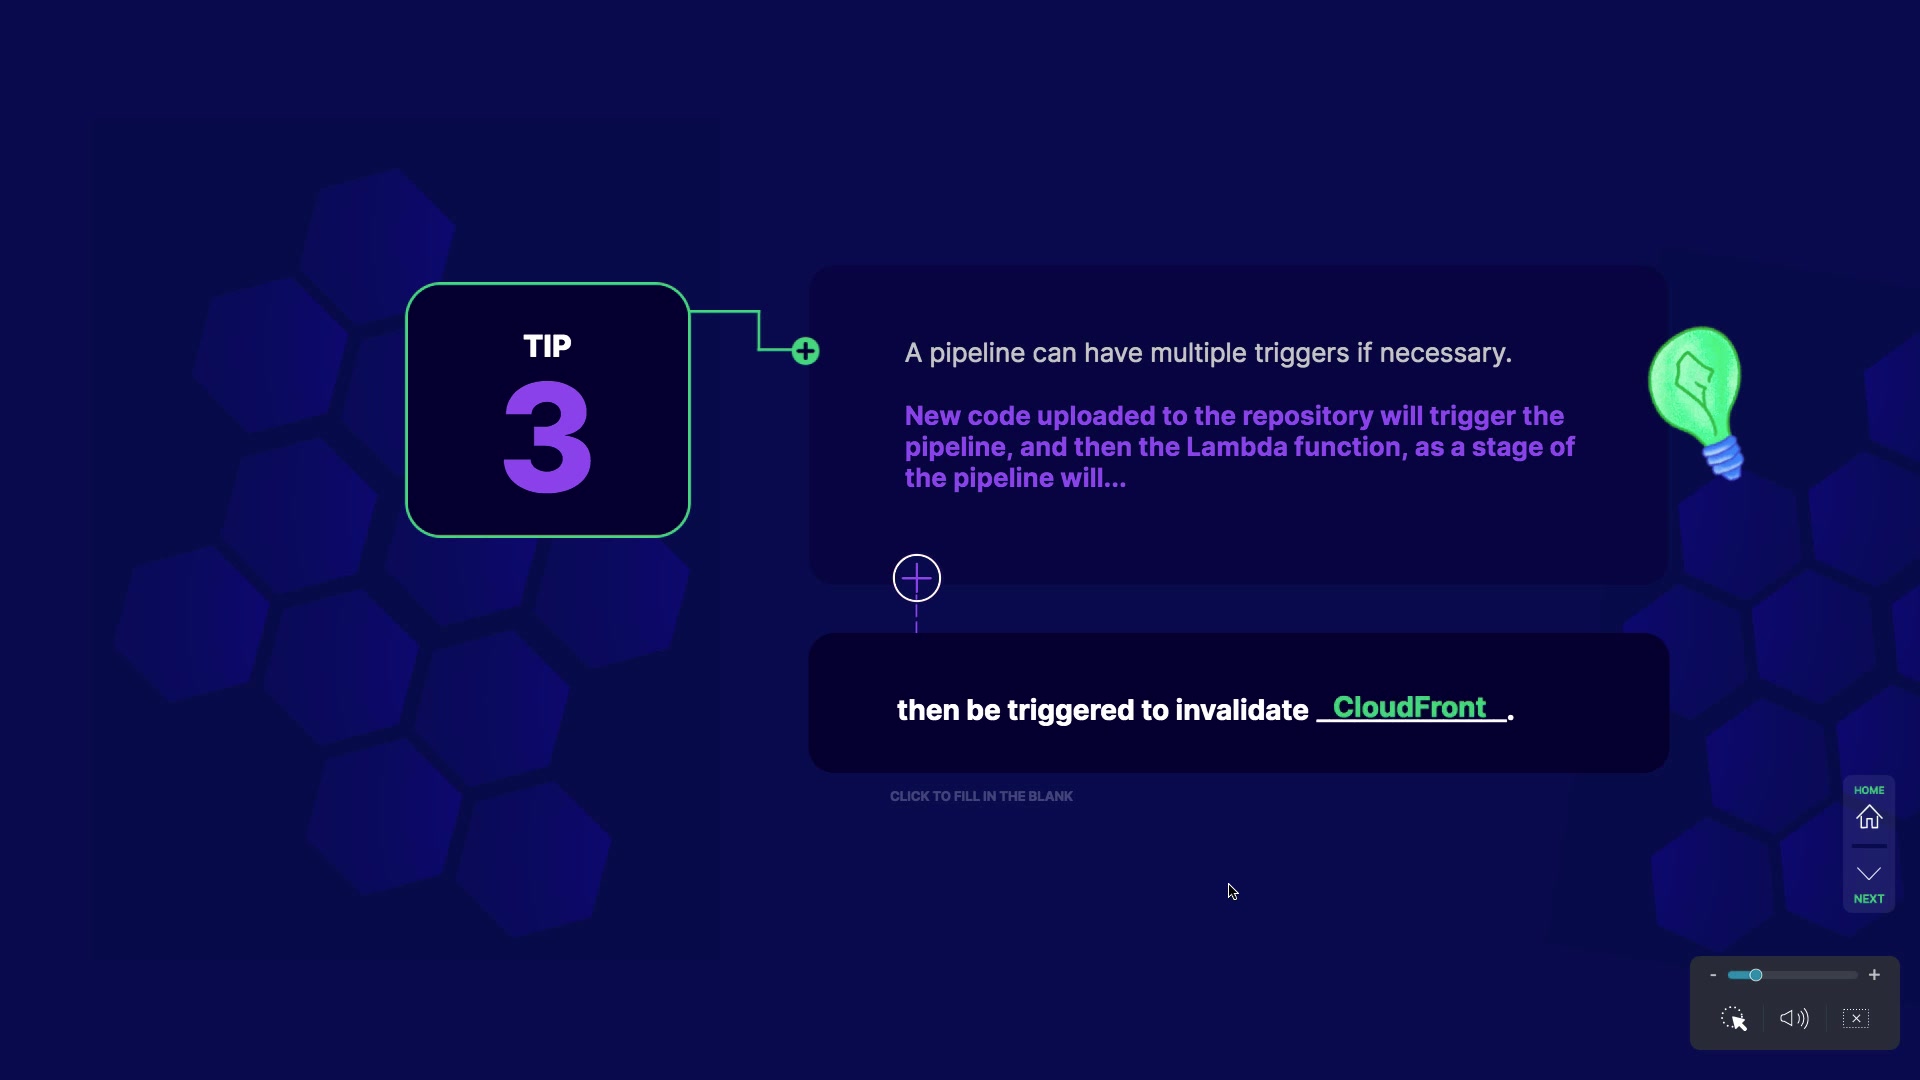 TIP
3
A pipeline can have multiple triggers if necessary.
New code uploaded to the repository will trigger the
pipeline, and then the Lambda function, as a stage of
the pipeline will...
then be triggered to invalidate __CloudFront__.
CLICK TO FILL IN THE BLANK
HOME
NEXT
- +